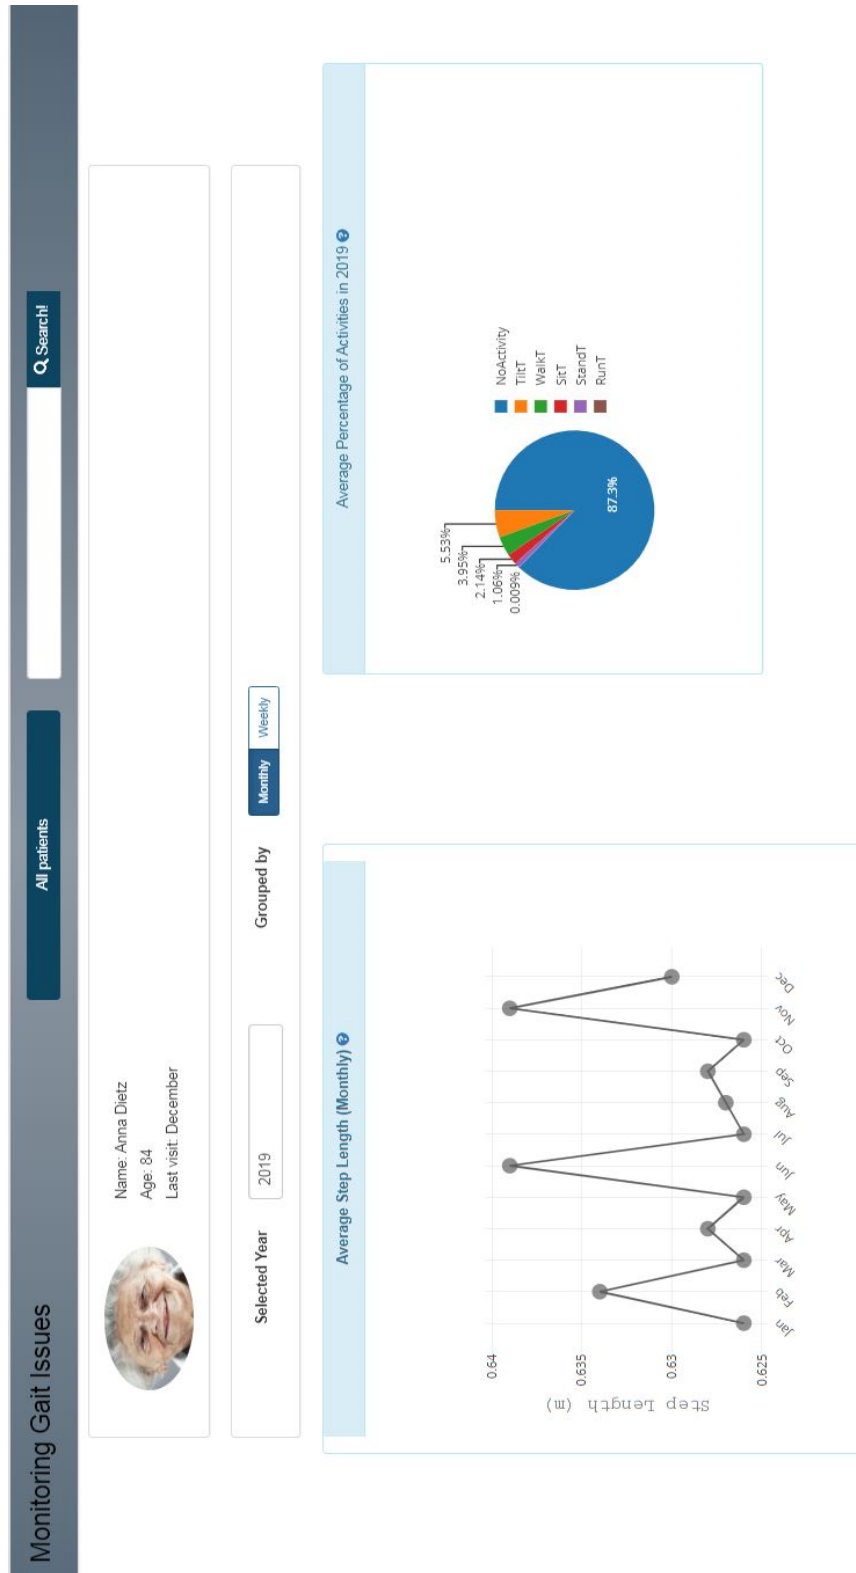 Monitoring Gait Issues
All patients
Search!
Name: Anna Dietz
Age: 84
Last visit: December
Selected Year
2019
Grouped by
Monthly
Weekly
Average Step Length (Monthly)
Step Length (m)
0.64
0.635
0.63
0.625
Jan
Feb
Mar
Apr
May
Jun
Jul
Aug
Sep
Oct
Nov
Dec
Average Percentage of Activities in 2019
5.53%
3.95%
2.14%
1.06%
0.009%
87.3%
NoActivity
TiltT
WalkT
SitT
StandT
RunT